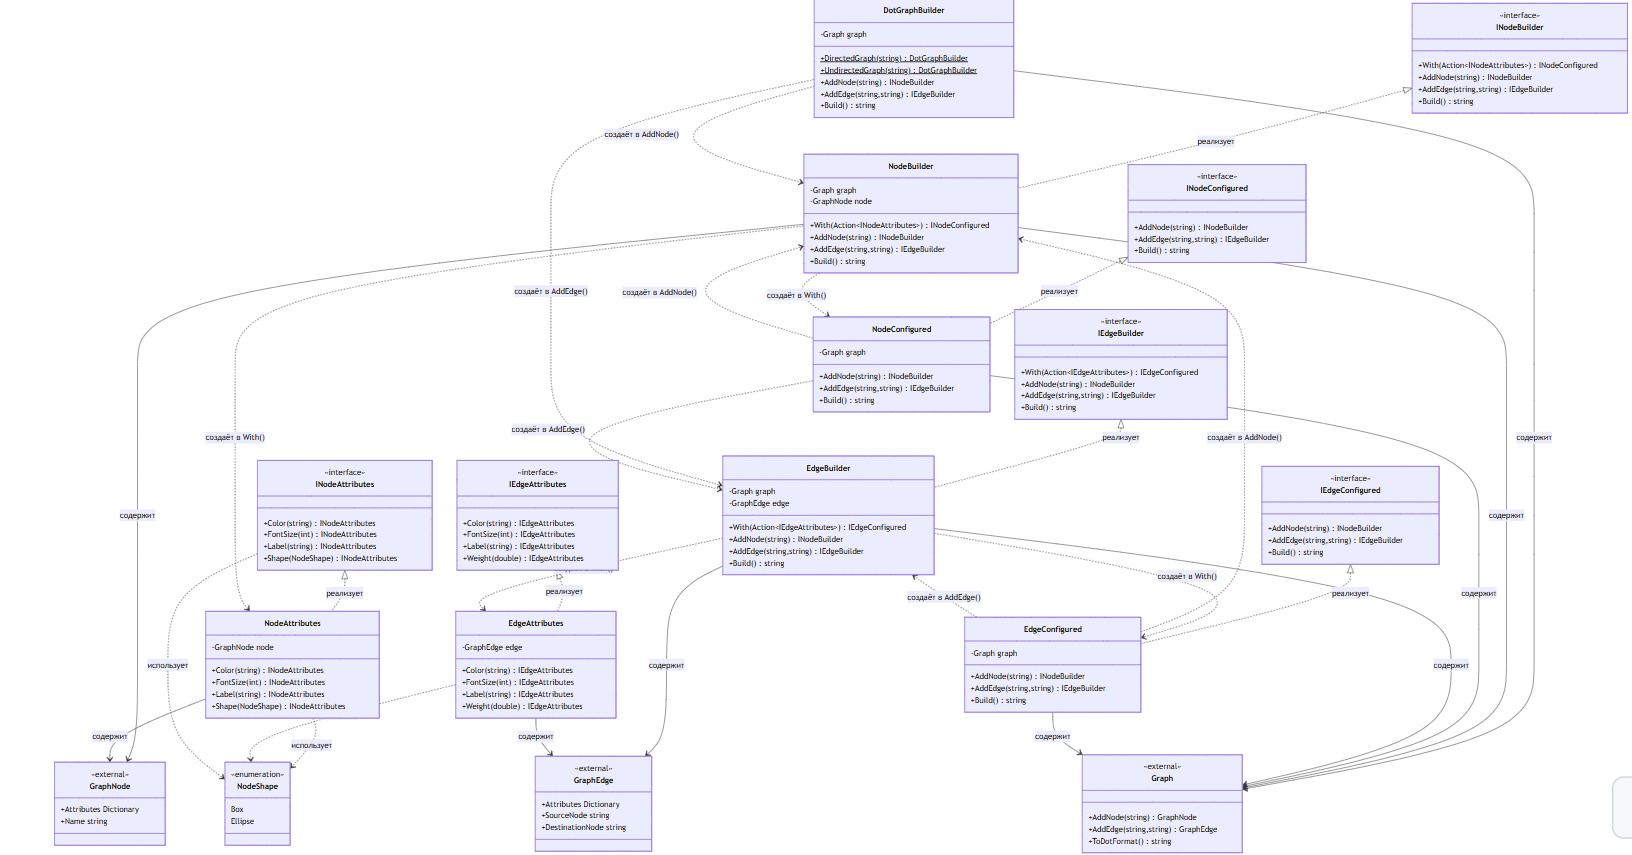 DotGraphBuilder
-Graph graph
+DirectedGraph(string) : DotGraphBuilder
+UndirectedGraph(string) : DotGraphBuilder
+AddNode(string) : INodeBuilder
+AddEdge(string,string) : IEdgeBuilder
+Build() : string
«interface»
INodeBuilder
+With(Action<INodeAttributes>) : INodeConfigured
+AddNode(string) : INodeBuilder
+AddEdge(string,string) : IEdgeBuilder
+Build() : string
создаёт в AddNode()
реализует
NodeBuilder
-Graph graph
-GraphNode node
+With(Action<INodeAttributes>) : INodeConfigured
+AddNode(string) : INodeBuilder
+AddEdge(string,string) : IEdgeBuilder
+Build() : string
«interface»
INodeConfigured
+AddNode(string) : INodeBuilder
+AddEdge(string,string) : IEdgeBuilder
+Build() : string
создаёт в AddEdge()
создаёт в AddNode()
создаёт в With()
реализует
NodeConfigured
-Graph graph
+AddNode(string) : INodeBuilder
+AddEdge(string,string) : IEdgeBuilder
+Build() : string
«interface»
IEdgeBuilder
+With(Action<IEdgeAttributes>) : IEdgeConfigured
+AddNode(string) : INodeBuilder
+AddEdge(string,string) : IEdgeBuilder
+Build() : string
создаёт в With()
создаёт в AddEdge()
реализует
создаёт в AddNode()
содержит
«interface»
INodeAttributes
+Color(string) : INodeAttributes
+FontSize(int) : INodeAttributes
+Label(string) : INodeAttributes
+Shape(NodeShape) : INodeAttributes
«interface»
IEdgeAttributes
+Color(string) : IEdgeAttributes
+FontSize(int) : IEdgeAttributes
+Label(string) : IEdgeAttributes
+Weight(double) : IEdgeAttributes
EdgeBuilder
-Graph graph
-GraphEdge edge
+With(Action<IEdgeAttributes>) : IEdgeConfigured
+AddNode(string) : INodeBuilder
+AddEdge(string,string) : IEdgeBuilder
+Build() : string
«interface»
IEdgeConfigured
+AddNode(string) : INodeBuilder
+AddEdge(string,string) : IEdgeBuilder
+Build() : string
содержит
содержит
реализует
реализует
создаёт в With()
создаёт в AddEdge()
реализует
содержит
NodeAttributes
-GraphNode node
+Color(string) : INodeAttributes
+FontSize(int) : INodeAttributes
+Label(string) : INodeAttributes
+Shape(NodeShape) : INodeAttributes
EdgeAttributes
-GraphEdge edge
+Color(string) : IEdgeAttributes
+FontSize(int) : IEdgeAttributes
+Label(string) : IEdgeAttributes
+Weight(double) : IEdgeAttributes
EdgeConfigured
-Graph graph
+AddNode(string) : INodeBuilder
+AddEdge(string,string) : IEdgeBuilder
+Build() : string
использует
содержит
содержит
содержит
использует
содержит
содержит
«external»
GraphNode
+Attributes Dictionary
+Name string
«enumeration»
NodeShape
Box
Ellipse
«external»
GraphEdge
+Attributes Dictionary
+SourceNode string
+DestinationNode string
«external»
Graph
+AddNode(string) : GraphNode
+AddEdge(string,string) : GraphEdge
+ToDotFormat() : string